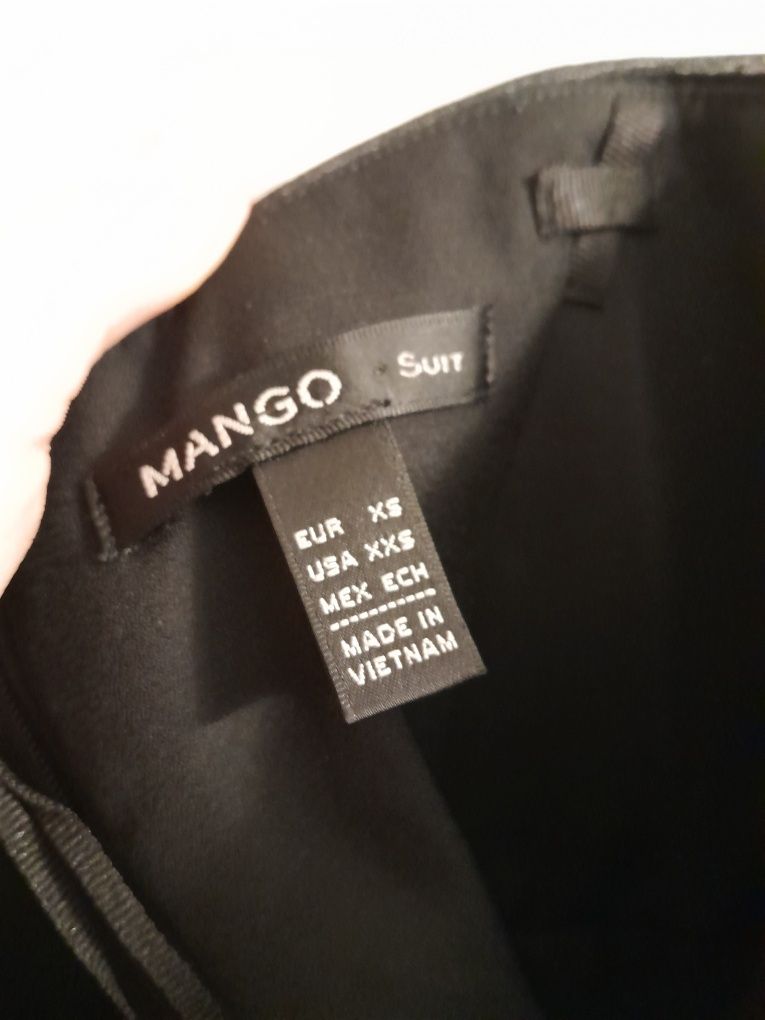 MANGO SUIT
EUR XS
USA XXS
MEX ECH
----------
MADE IN
VIETNAM